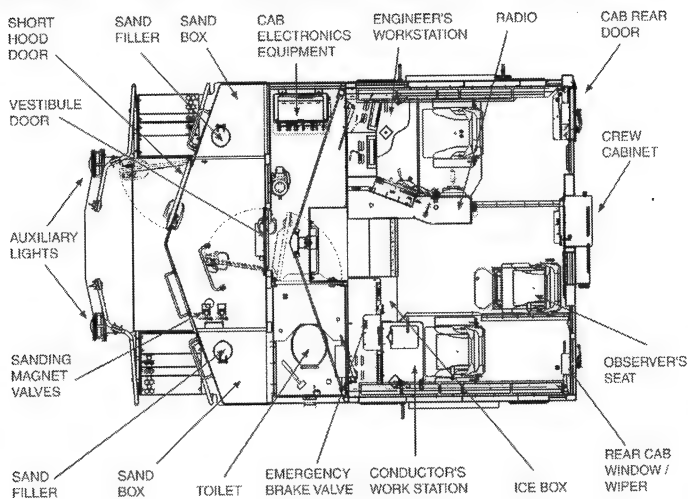 SHORT
HOOD
DOOR
SAND
FILLER
SAND
BOX
CAB
ELECTRONICS
EQUIPMENT
ENGINEER'S
WORKSTATION
RADIO
CAB REAR
DOOR
VESTIBULE
DOOR
CREW
CABINET
AUXILIARY
LIGHTS
SANDING
MAGNET
VALVES
OBSERVER'S
SEAT
SAND
FILLER
SAND
BOX
TOILET
EMERGENCY
BRAKE VALVE
CONDUCTOR'S
WORK STATION
ICE BOX
REAR CAB
WINDOW /
WIPER